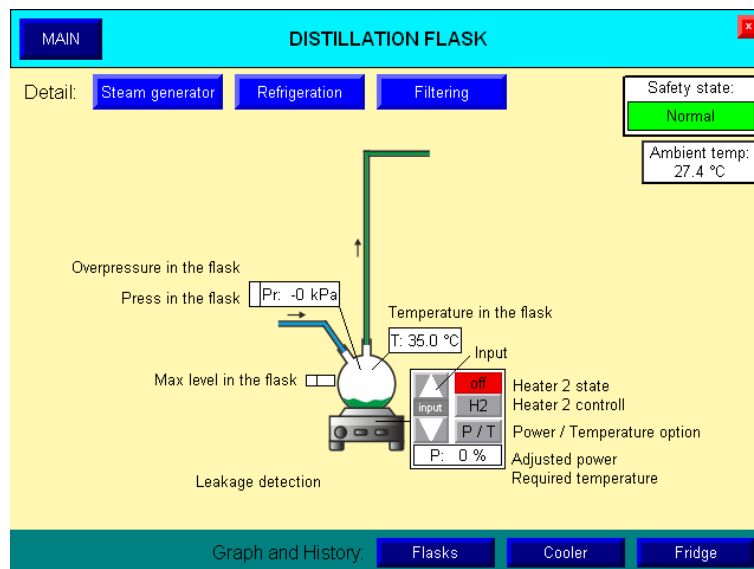 MAIN
DISTILLATION FLASK
x
Detail:
Steam generator
Refrigeration
Filtering
Safety state:
Normal
Ambient temp:
27.4 °C
Overpressure in the flask
Press in the flask
Pr: -0 kPa
Temperature in the flask
T: 35.0 °C
Input
Max level in the flask
off
Heater 2 state
input
H2
Heater 2 controll
P / T
Power / Temperature option
P: 0 %
Adjusted power
Required temperature
Leakage detection
Graph and History:
Flasks
Cooler
Fridge